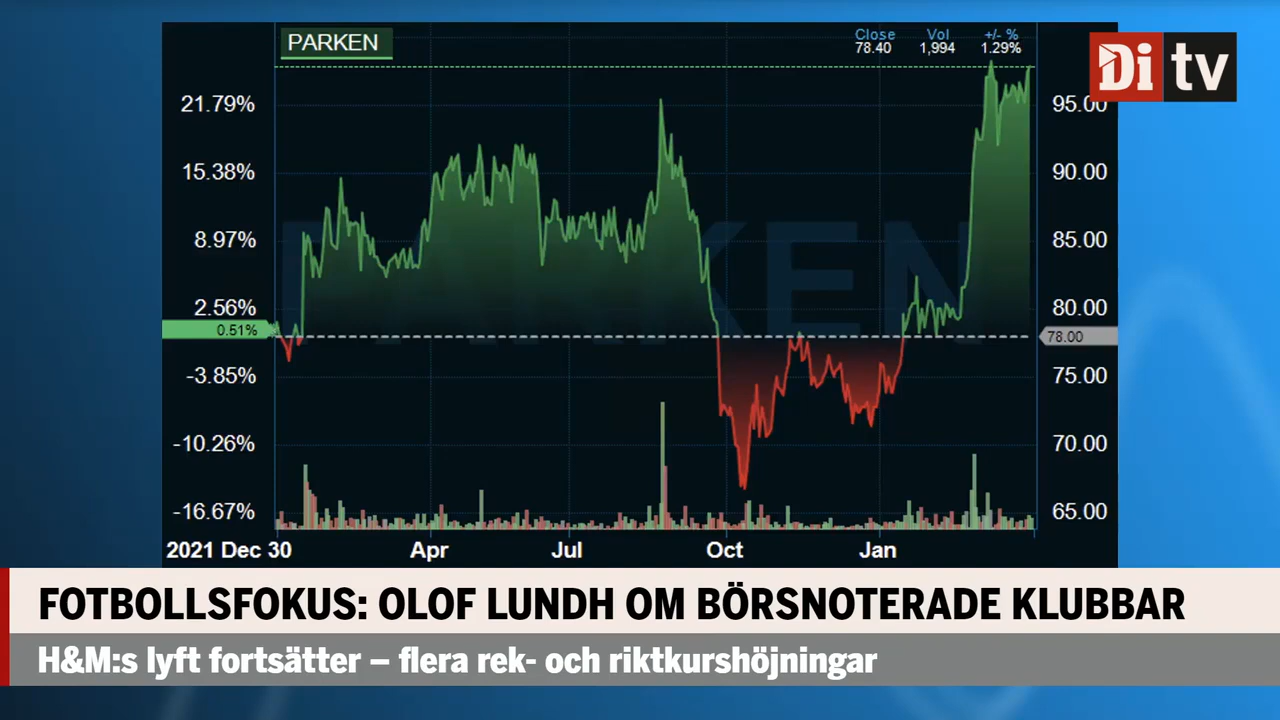 PARKEN
Close Vol +/- %
78.40 1,994 1.29%
Di tv
21.79% 95.00
15.38% 90.00
8.97% 85.00
PARKEN
2.56% 80.00
0.51% 78.00
-3.85% 75.00
-10.26% 70.00
-16.67% 65.00
2021 Dec 30 Apr Jul Oct Jan
FOTBOLLSFOKUS: OLOF LUNDH OM BÖRSNOTERADE KLUBBAR
H&M:s lyft fortsätter – flera rek- och riktkurshöjningar